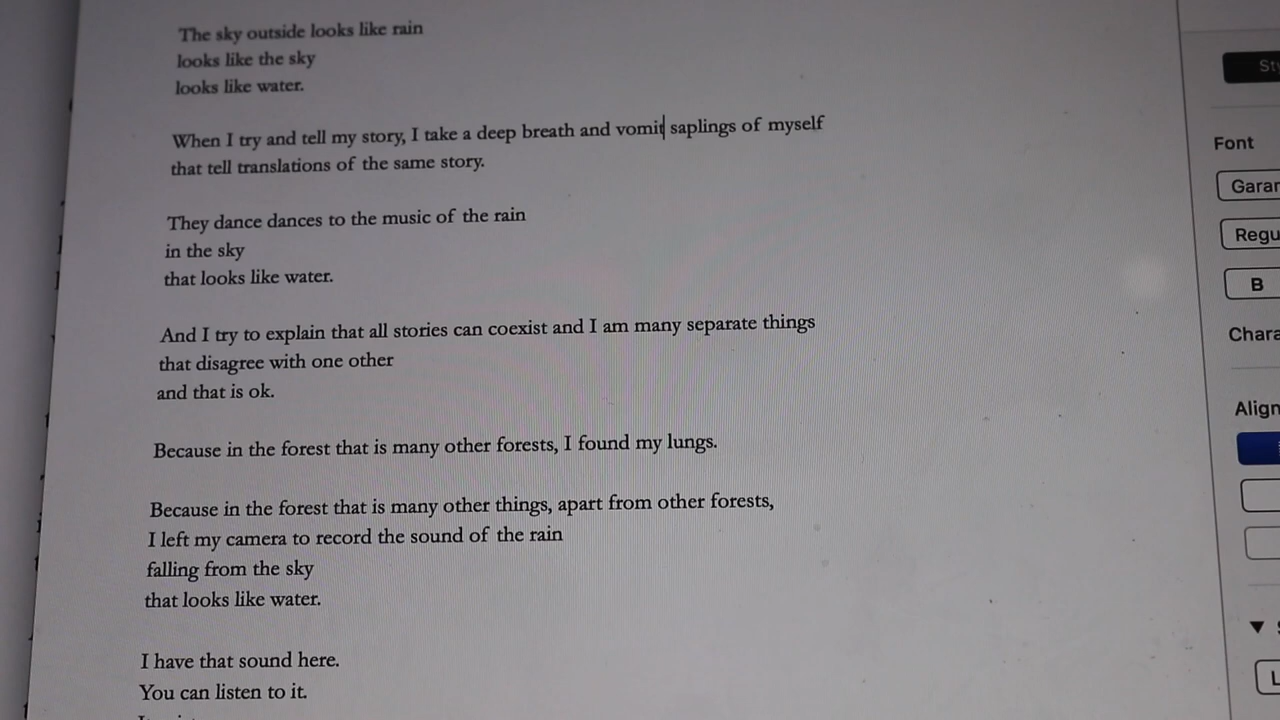 The sky outside looks like rain
looks like the sky
looks like water.
When I try and tell my story, I take a deep breath and vomit saplings of myself
that tell translations of the same story.
They dance dances to the music of the rain
in the sky
that looks like water.
And I try to explain that all stories can coexist and I am many separate things
that disagree with one other
and that is ok.
Because in the forest that is many other forests, I found my lungs.
Because in the forest that is many other things, apart from other forests,
I left my camera to record the sound of the rain
falling from the sky
that looks like water.
I have that sound here.
You can listen to it.
Font
B